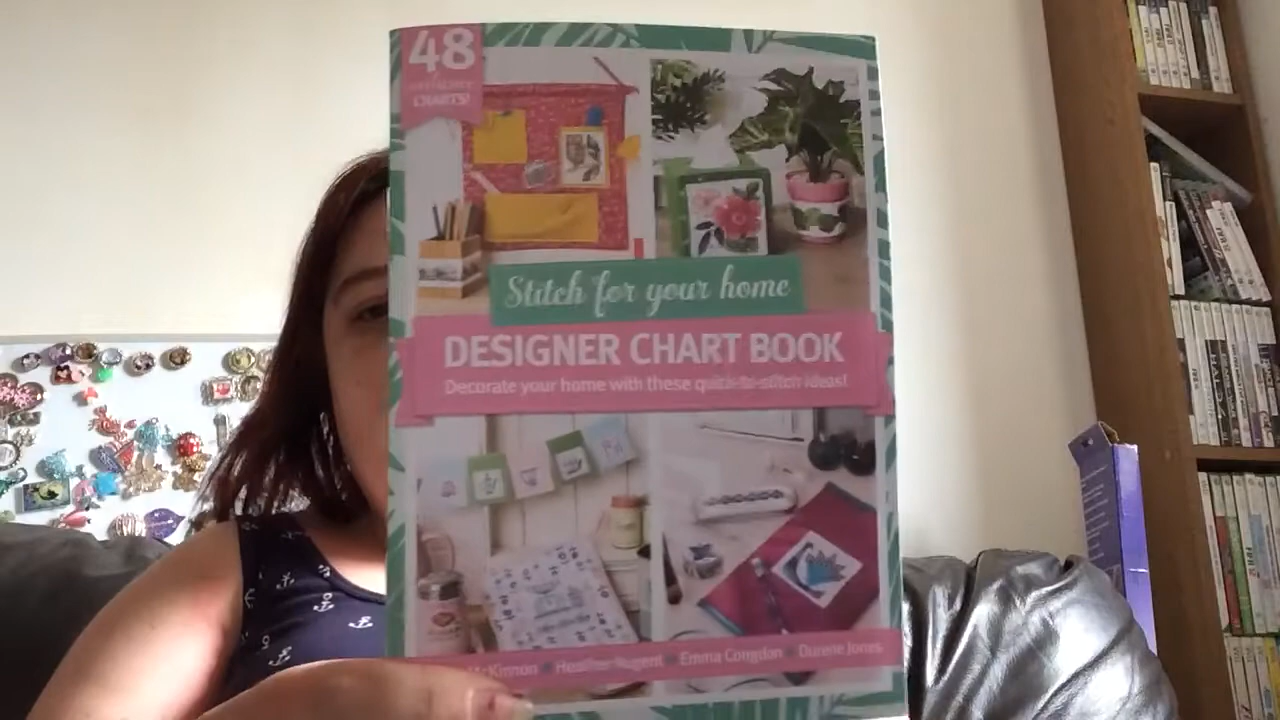 48
CHARTS!
Stitch for your home
DESIGNER CHART BOOK
Decorate your home with these quick-to-stitch ideas!
McKinnon • Heather Nugent • Emma Congdon • Durene Jones